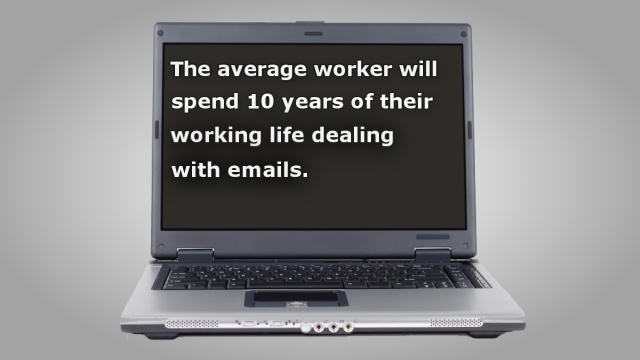 The average worker will
spend 10 years of their
working life dealing
with emails.